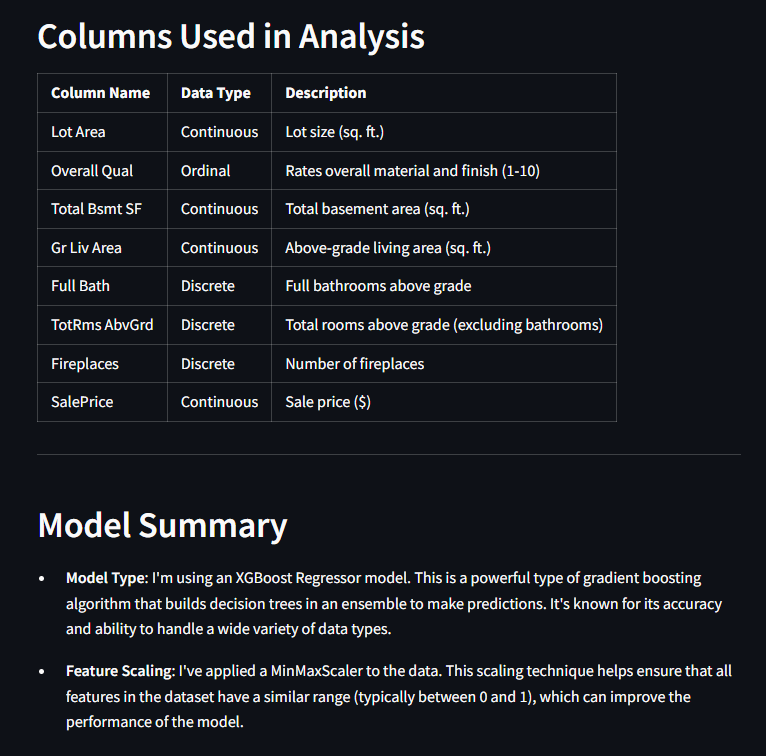 Columns Used in Analysis
Column Name Data Type Description
Lot Area Continuous Lot size (sq. ft.)
Overall Qual Ordinal Rates overall material and finish (1-10)
Total Bsmt SF Continuous Total basement area (sq. ft.)
Gr Liv Area Continuous Above-grade living area (sq. ft.)
Full Bath Discrete Full bathrooms above grade
TotRms AbvGrd Discrete Total rooms above grade (excluding bathrooms)
Fireplaces Discrete Number of fireplaces
SalePrice Continuous Sale price ($)
Model Summary
• Model Type: I'm using an XGBoost Regressor model. This is a powerful type of gradient boosting
algorithm that builds decision trees in an ensemble to make predictions. It's known for its accuracy
and ability to handle a wide variety of data types.
• Feature Scaling: I've applied a MinMaxScaler to the data. This scaling technique helps ensure that all
features in the dataset have a similar range (typically between 0 and 1), which can improve the
performance of the model.